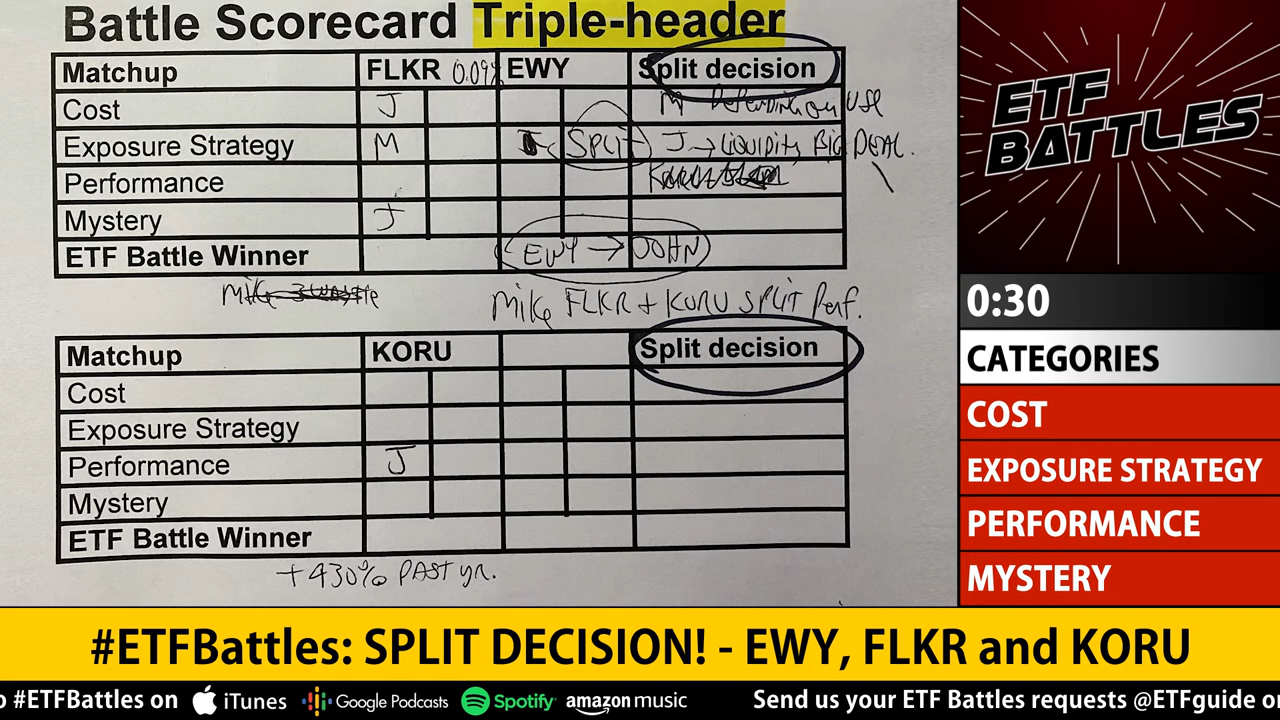 Battle Scorecard Triple-header
Matchup FLKR 0.09% EWY Split decision
Cost J M Depending on use
Exposure Strategy M J SPLIT J → Liquidity Big Deal.
Performance
Mystery J
ETF Battle Winner EWY → JOHN
Mike
Mike FLKR + KORU SPLIT Perf.
Matchup KORU Split decision
Cost
Exposure Strategy
Performance J
Mystery
ETF Battle Winner
+430% PAST yr.
ETF
BATTLES
0:30
CATEGORIES
COST
EXPOSURE STRATEGY
PERFORMANCE
MYSTERY
#ETFBattles: SPLIT DECISION! - EWY, FLKR and KORU
#ETFBattles on iTunes Google Podcasts Spotify amazon music Send us your ETF Battles requests @ETFguide